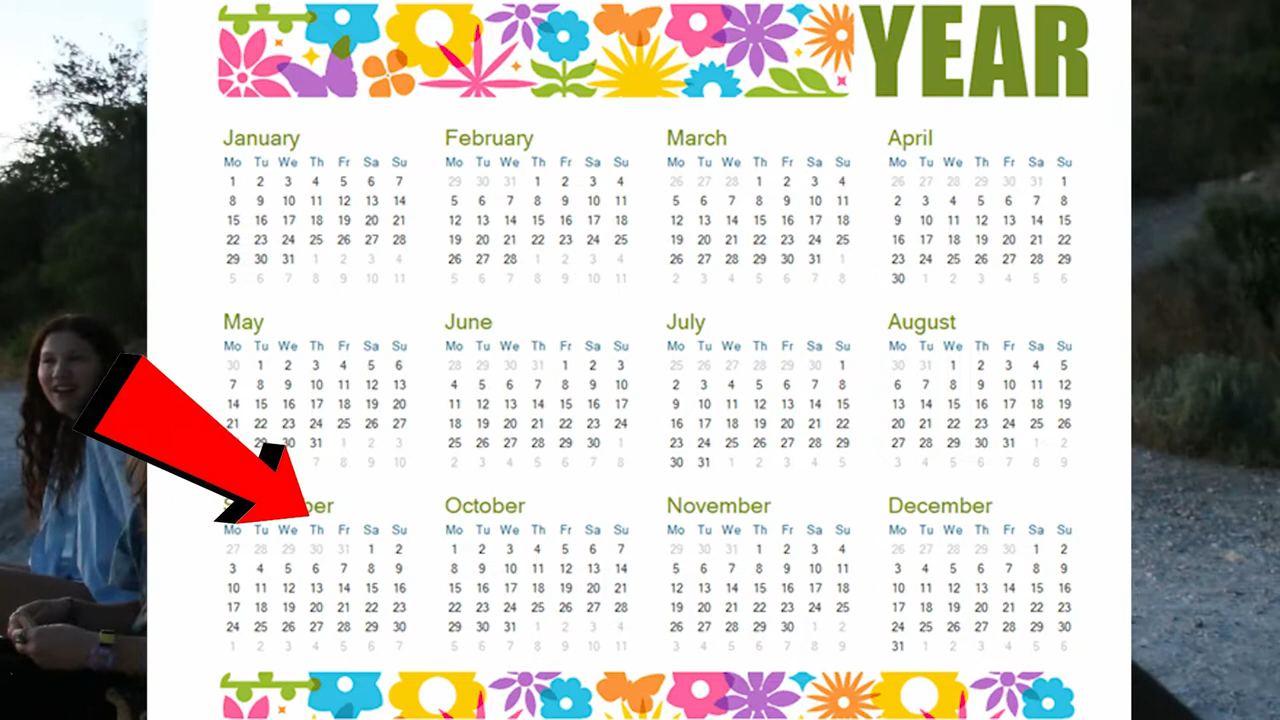 YEAR
January
Mo Tu We Th Fr Sa Su
1 2 3 4 5 6 7
8 9 10 11 12 13 14
15 16 17 18 19 20 21
22 23 24 25 26 27 28
29 30 31 1 2 3 4
5 6 7 8 9 10 11
February
Mo Tu We Th Fr Sa Su
29 30 31 1 2 3 4
5 6 7 8 9 10 11
12 13 14 15 16 17 18
19 20 21 22 23 24 25
26 27 28 1 2 3 4
5 6 7 8 9 10 11
March
Mo Tu We Th Fr Sa Su
26 27 28 1 2 3 4
5 6 7 8 9 10 11
12 13 14 15 16 17 18
19 20 21 22 23 24 25
26 27 28 29 30 31 1
2 3 4 5 6 7 8
April
Mo Tu We Th Fr Sa Su
26 27 28 29 30 31 1
2 3 4 5 6 7 8
9 10 11 12 13 14 15
16 17 18 19 20 21 22
23 24 25 26 27 28 29
30 1 2 3 4 5 6
May
Mo Tu We Th Fr Sa Su
30 1 2 3 4 5 6
7 8 9 10 11 12 13
14 15 16 17 18 19 20
21 22 23 24 25 26 27
29 30 31 1 2 3
7 8 9 10
June
Mo Tu We Th Fr Sa Su
28 29 30 31 1 2 3
4 5 6 7 8 9 10
11 12 13 14 15 16 17
18 19 20 21 22 23 24
25 26 27 28 29 30 1
2 3 4 5 6 7 8
July
Mo Tu We Th Fr Sa Su
25 26 27 28 29 30 1
2 3 4 5 6 7 8
9 10 11 12 13 14 15
16 17 18 19 20 21 22
23 24 25 26 27 28 29
30 31 1 2 3 4 5
August
Mo Tu We Th Fr Sa Su
30 31 1 2 3 4 5
6 7 8 9 10 11 12
13 14 15 16 17 18 19
20 21 22 23 24 25 26
27 28 29 30 31 1 2
3 4 5 6 7 8 9
Mo Tu We Th Fr Sa Su
27 28 29 30 31 1 2
3 4 5 6 7 8 9
10 11 12 13 14 15 16
17 18 19 20 21 22 23
24 25 26 27 28 29 30
1 2 3 4 5 6 7
October
Mo Tu We Th Fr Sa Su
1 2 3 4 5 6 7
8 9 10 11 12 13 14
15 16 17 18 19 20 21
22 23 24 25 26 27 28
29 30 31 1 2 3 4
5 6 7 8 9 10 11
November
Mo Tu We Th Fr Sa Su
29 30 31 1 2 3 4
5 6 7 8 9 10 11
12 13 14 15 16 17 18
19 20 21 22 23 24 25
26 27 28 29 30 1 2
3 4 5 6 7 8 9
December
Mo Tu We Th Fr Sa Su
26 27 28 29 30 1 2
3 4 5 6 7 8 9
10 11 12 13 14 15 16
17 18 19 20 21 22 23
24 25 26 27 28 29 30
31 1 2 3 4 5 6